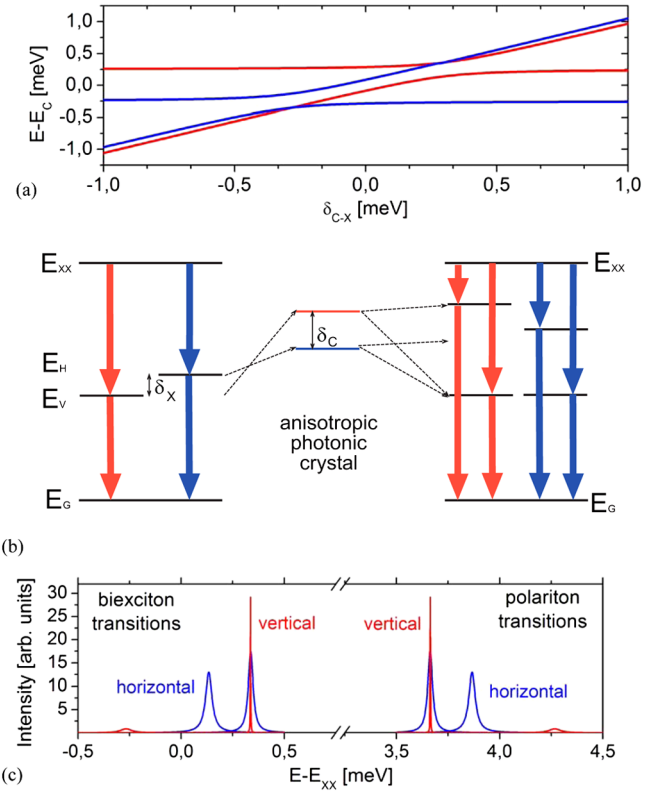 1,0
0,5
0,0
-0,5
-1,0
E-E_C [meV]
-1,0 -0,5 0,0 0,5 1,0
δ_C-X [meV]
(a)
E_XX E_XX
E_H
E_V
δ_X
δ_C
anisotropic
photonic
crystal
E_G E_G
(b)
30
25
20
15
10
5
Intensity [arb. units]
biexciton
transitions
vertical
horizontal
polariton
transitions
vertical
horizontal
-0,5 0,0 0,5 3,5 4,0 4,5
E-E_XX [meV]
(c)